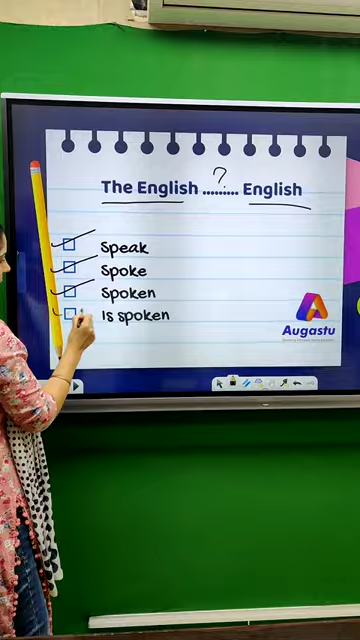 ?
The English ......... English
Speak
Spoke
Spoken
Is spoken
Augastu